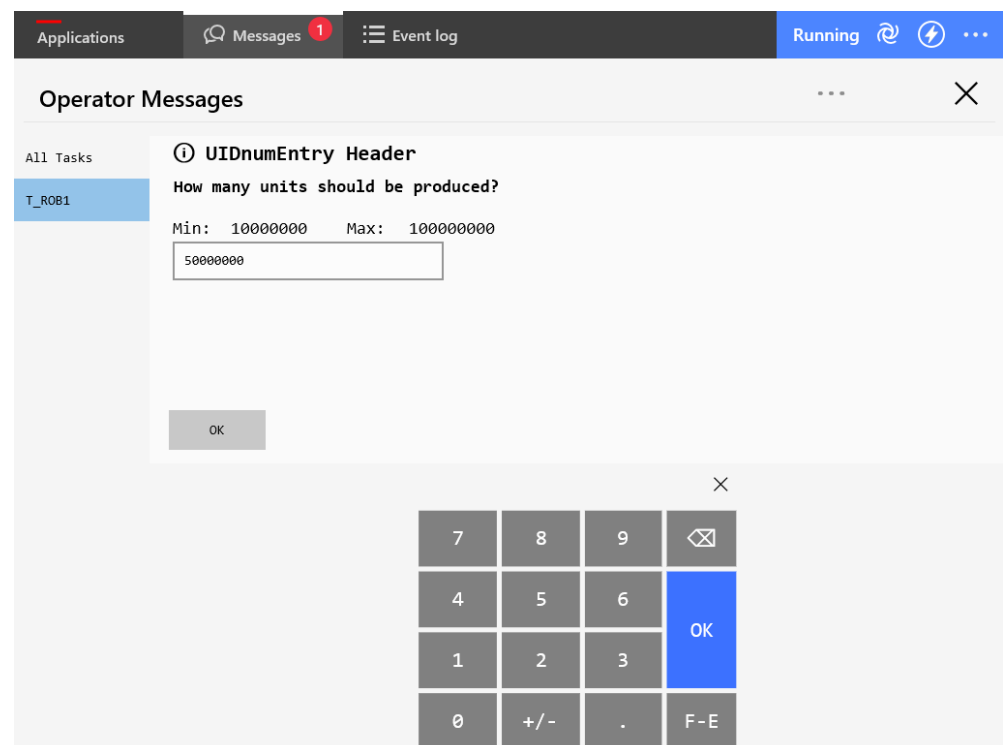 Applications Messages 1 Event log Running
Operator Messages
All Tasks
T_ROB1
UIDnumEntry Header
How many units should be produced?
Min: 10000000 Max: 100000000
50000000
OK
7 8 9
4 5 6
OK
1 2 3
0 +/- . F-E